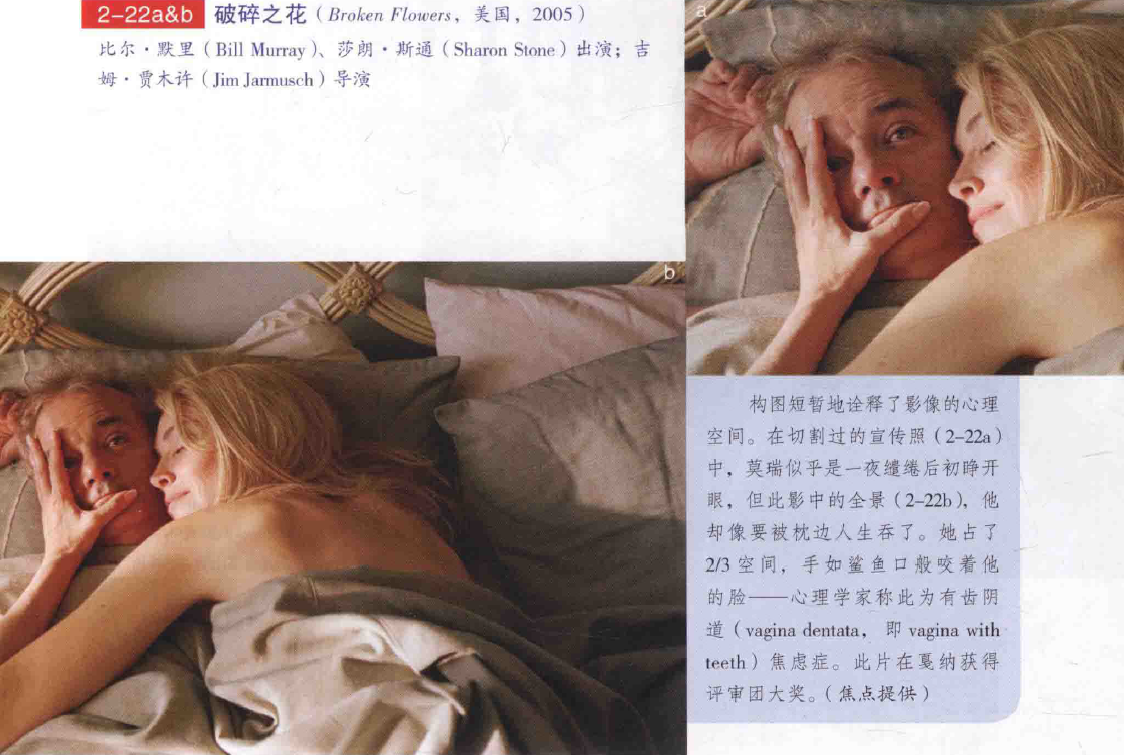 2-22a&b 破碎之花（Broken Flowers，美国，2005）
比尔·默里（Bill Murray）、莎朗·斯通（Sharon Stone）出演；吉
姆·贾木许（Jim Jarmusch）导演
a
b
构图短暂地诠释了影像的心理
空间。在切割过的宣传照（2-22a）
中，莫瑞似乎是一夜缱绻后初睁开
眼，但此影中的全景（2-22b），他
却像要被枕边人生吞了。她占了
2/3 空间，手如鲨鱼口般咬着他
的脸——心理学家称此为有齿阴
道（vagina dentata，即 vagina with
teeth）焦虑症。此片在戛纳获得
评审团大奖。（焦点提供）